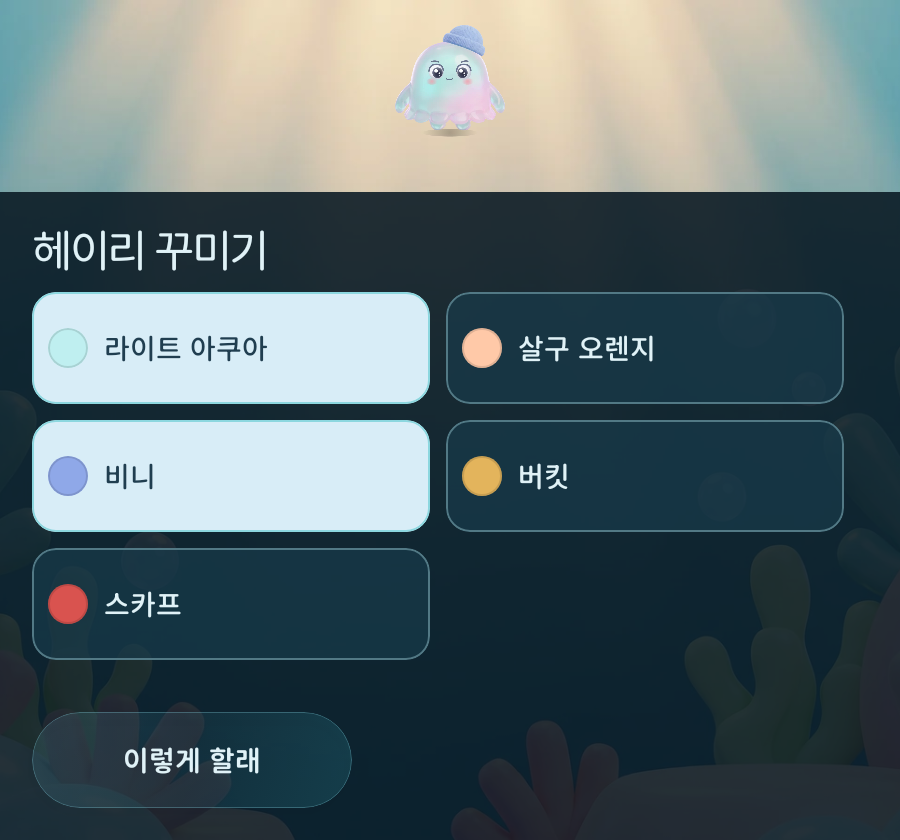 헤이리 꾸미기
라이트 아쿠아
살구 오렌지
비니
버킷
스카프
이렇게 할래